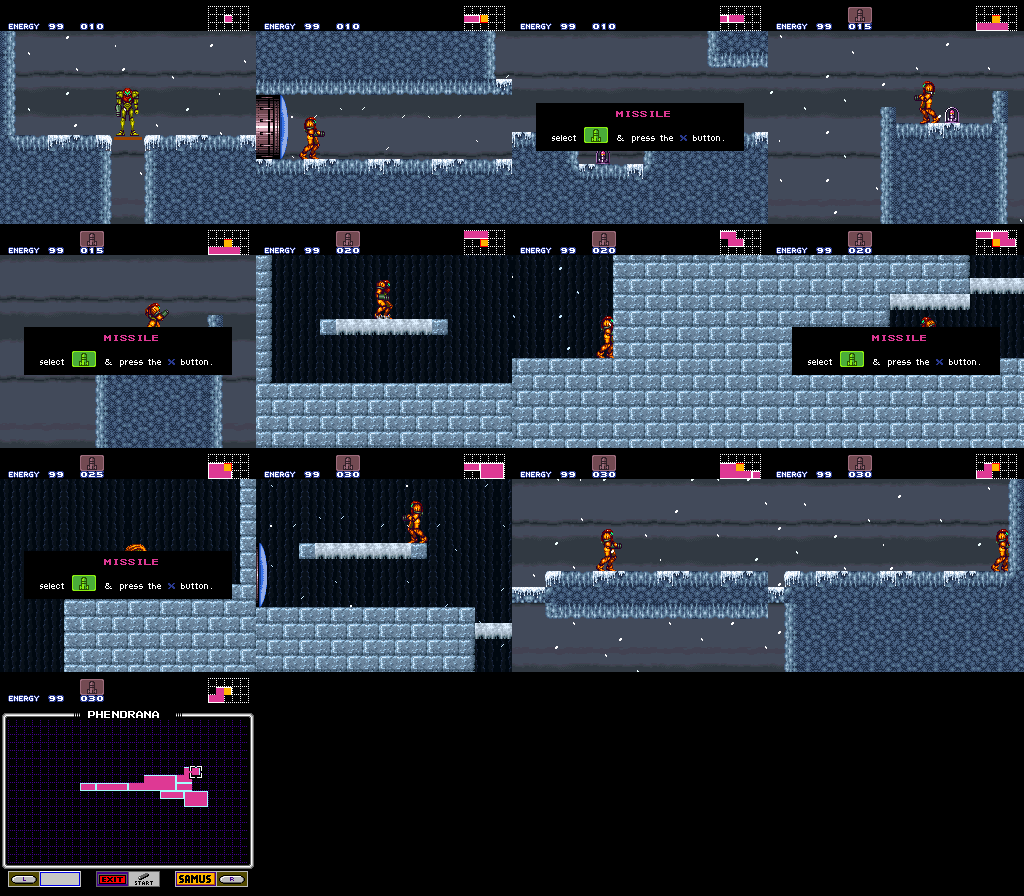 ENERGY 99 010
ENERGY 99 010
ENERGY 99 010
ENERGY 99 015
MISSILE
select & press the X button.
ENERGY 99 015
ENERGY 99 020
ENERGY 99 020
ENERGY 99 020
MISSILE
select & press the X button.
MISSILE
select & press the X button.
ENERGY 99 025
ENERGY 99 030
ENERGY 99 030
ENERGY 99 030
MISSILE
select & press the X button.
ENERGY 99 030
PHENDRANA
L
EXIT
START
SAMUS
R